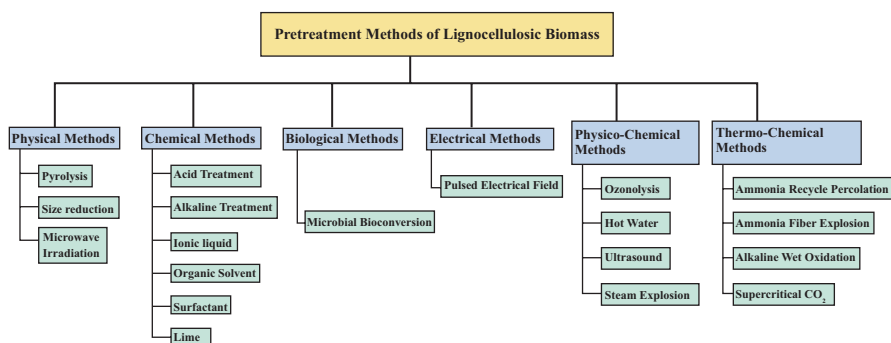 Pretreatment Methods of Lignocellulosic Biomass
Physical Methods
Pyrolysis
Size reduction
Microwave
Irradiation
Chemical Methods
Acid Treatment
Alkaline Treatment
Ionic liquid
Organic Solvent
Surfactant
Lime
Biological Methods
Microbial Bioconversion
Electrical Methods
Pulsed Electrical Field
Physico-Chemical
Methods
Ozonolysis
Hot Water
Ultrasound
Steam Explosion
Thermo-Chemical
Methods
Ammonia Recycle Percolation
Ammonia Fiber Explosion
Alkaline Wet Oxidation
Supercritical CO₂